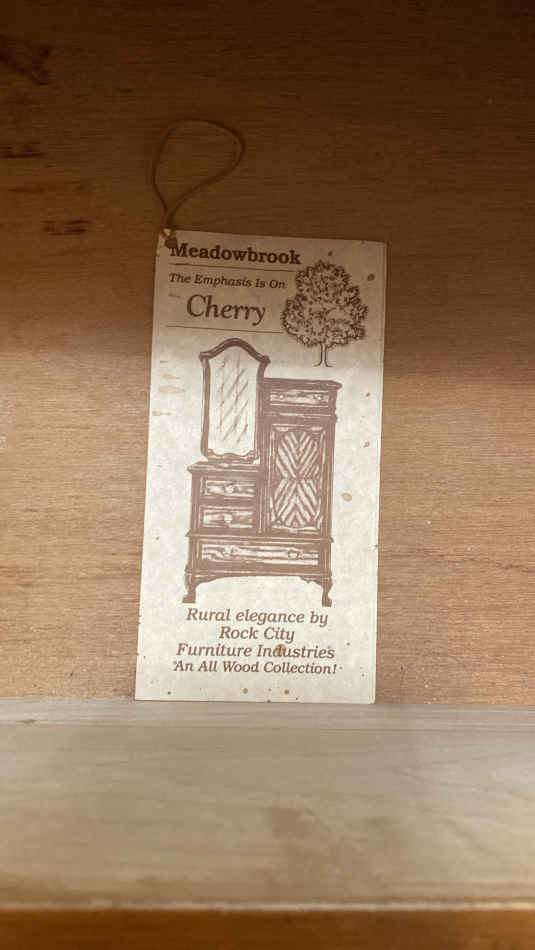 Meadowbrook
The Emphasis Is On
Cherry
Rural elegance by
Rock City
Furniture Industries
"An All Wood Collection!"